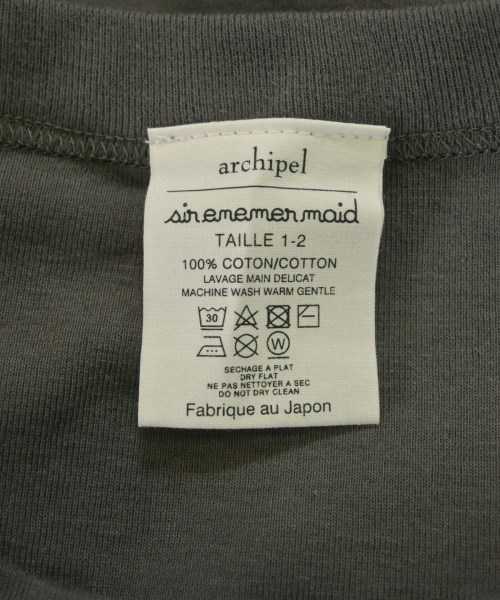 archipel
sirenemermaid
TAILLE 1-2
100% COTON/COTTON
LAVAGE MAIN DELICAT
MACHINE WASH WARM GENTLE
30
W
SECHAGE A PLAT
DRY FLAT
NE PAS NETTOYER A SEC
DO NOT DRY CLEAN
Fabrique au Japon